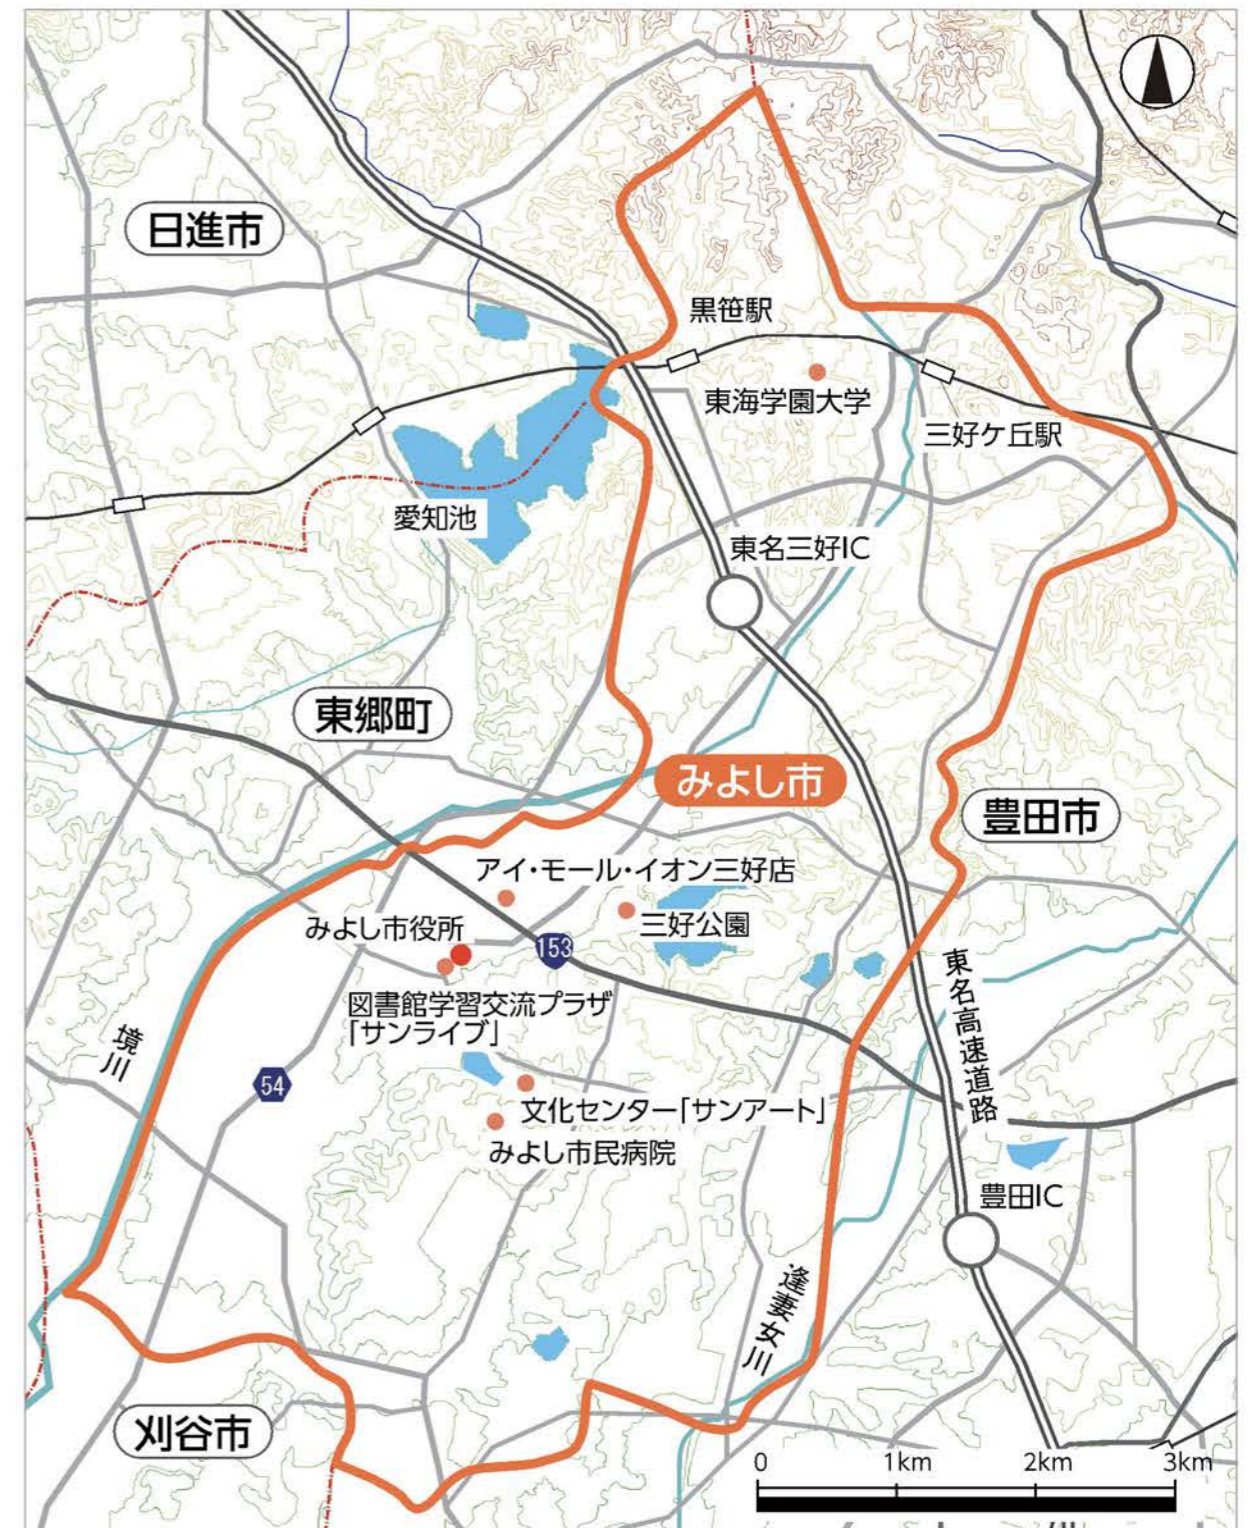 日進市
黒笹駅
東海学園大学
三好ケ丘駅
愛知池
東名三好IC
東郷町
みよし市
豊田市
アイ・モール・イオン三好店
三好公園
みよし市役所
153
図書館学習交流プラザ
「サンライブ」
東名高速道路
境川
54
文化センター「サンアート」
みよし市民病院
豊田IC
逢妻女川
刈谷市
0 1km 2km 3km